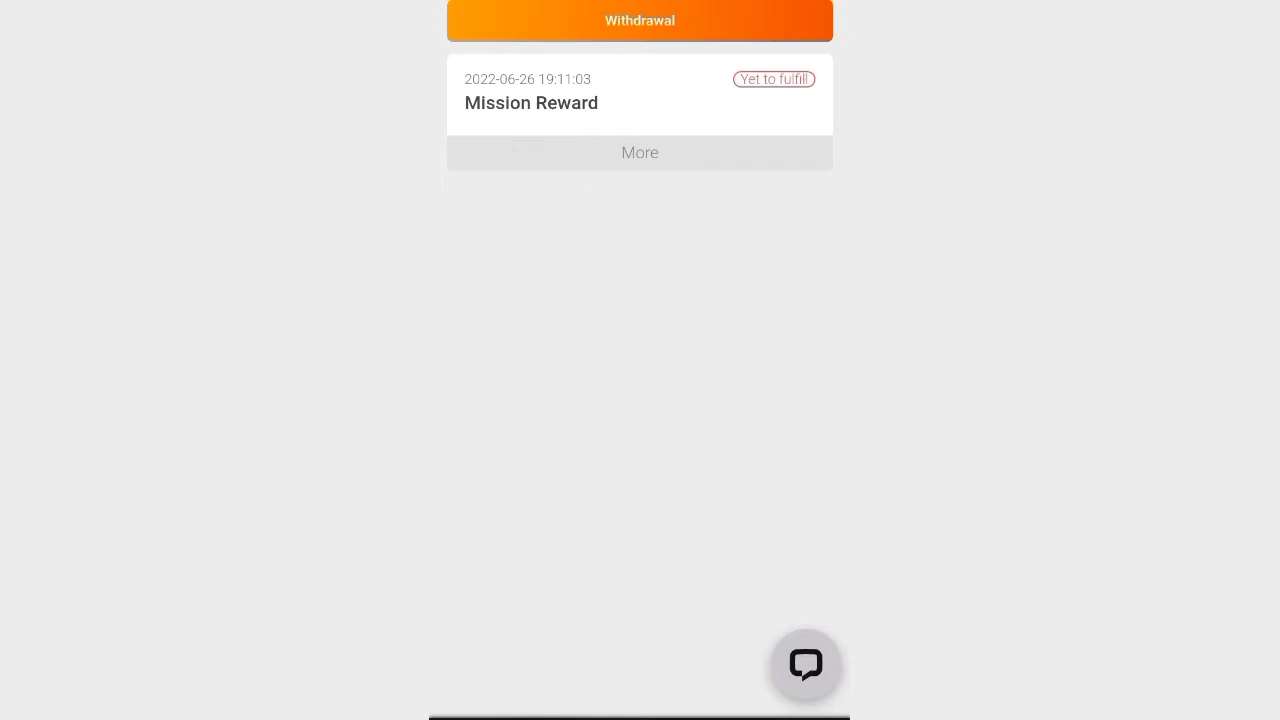 Withdrawal
2022-06-26 19:11:03
Yet to fulfill
Mission Reward
More